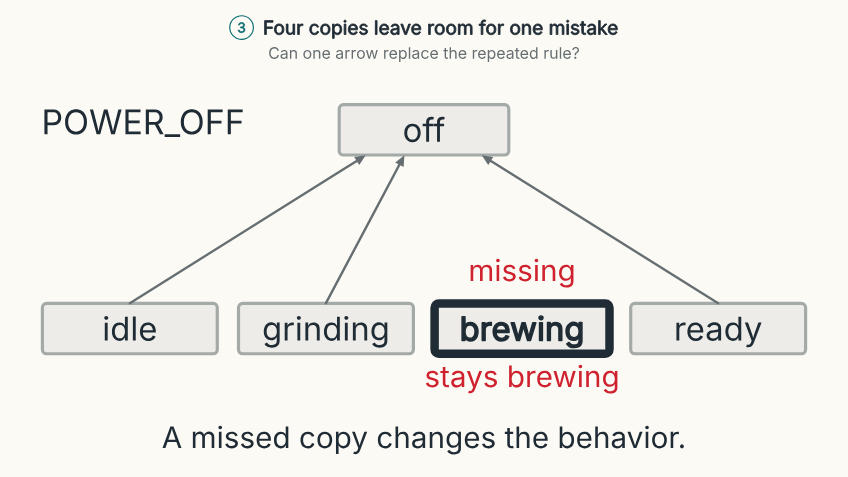 3 Four copies leave room for one mistake
Can one arrow replace the repeated rule?
POWER_OFF
off
missing
idle
grinding
brewing
ready
stays brewing
A missed copy changes the behavior.